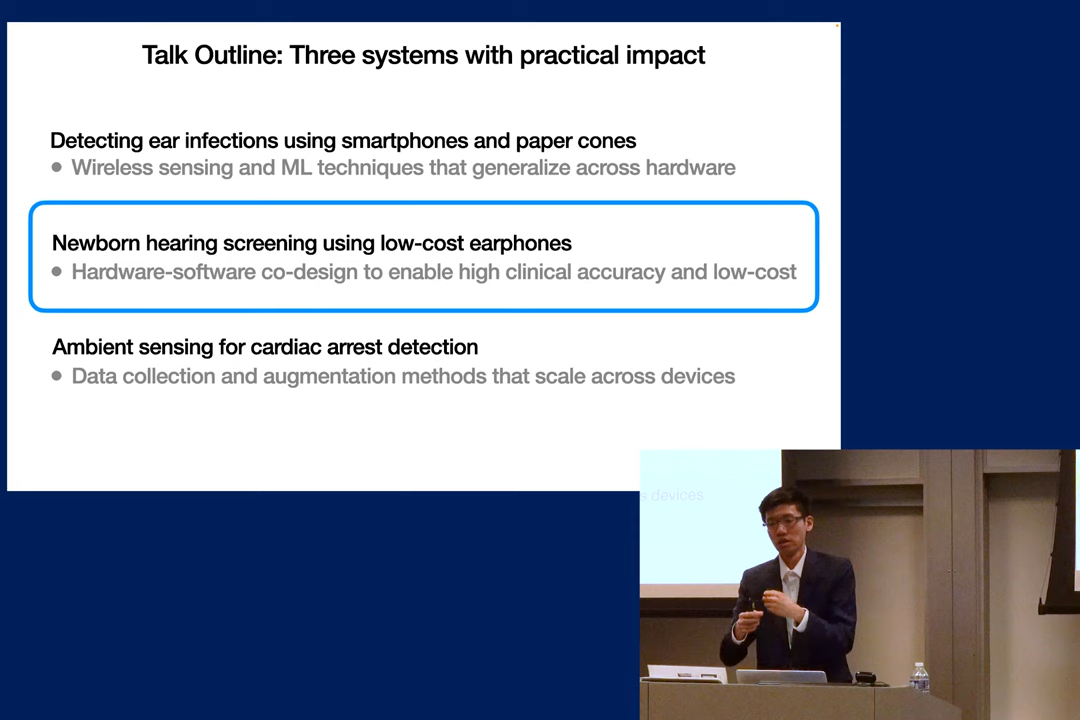 Talk Outline: Three systems with practical impact
Detecting ear infections using smartphones and paper cones
• Wireless sensing and ML techniques that generalize across hardware
Newborn hearing screening using low-cost earphones
• Hardware-software co-design to enable high clinical accuracy and low-cost
Ambient sensing for cardiac arrest detection
• Data collection and augmentation methods that scale across devices
s devices